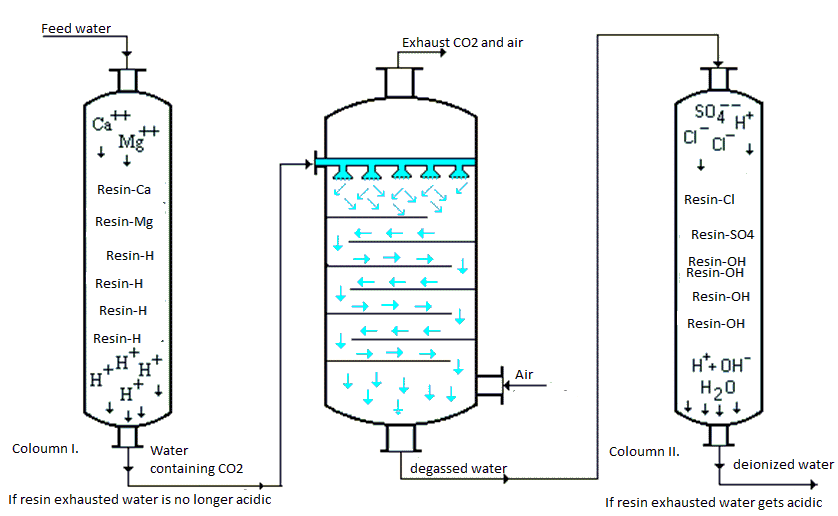 Feed water
Ca++
Mg++
Resin-Ca
Resin-Mg
Resin-H
Resin-H
Resin-H
Resin-H
H+ H+ H+
H+
Coloumn I.
Water
containing CO2
If resin exhausted water is no longer acidic
Exhaust CO2 and air
Air
degassed water
SO4-- H+
Cl- Cl-
Resin-Cl
Resin-SO4
Resin-OH
Resin-OH
Resin-OH
Resin-OH
H+ + OH-
H2O
Coloumn II.
deionized water
If resin exhausted water gets acidic